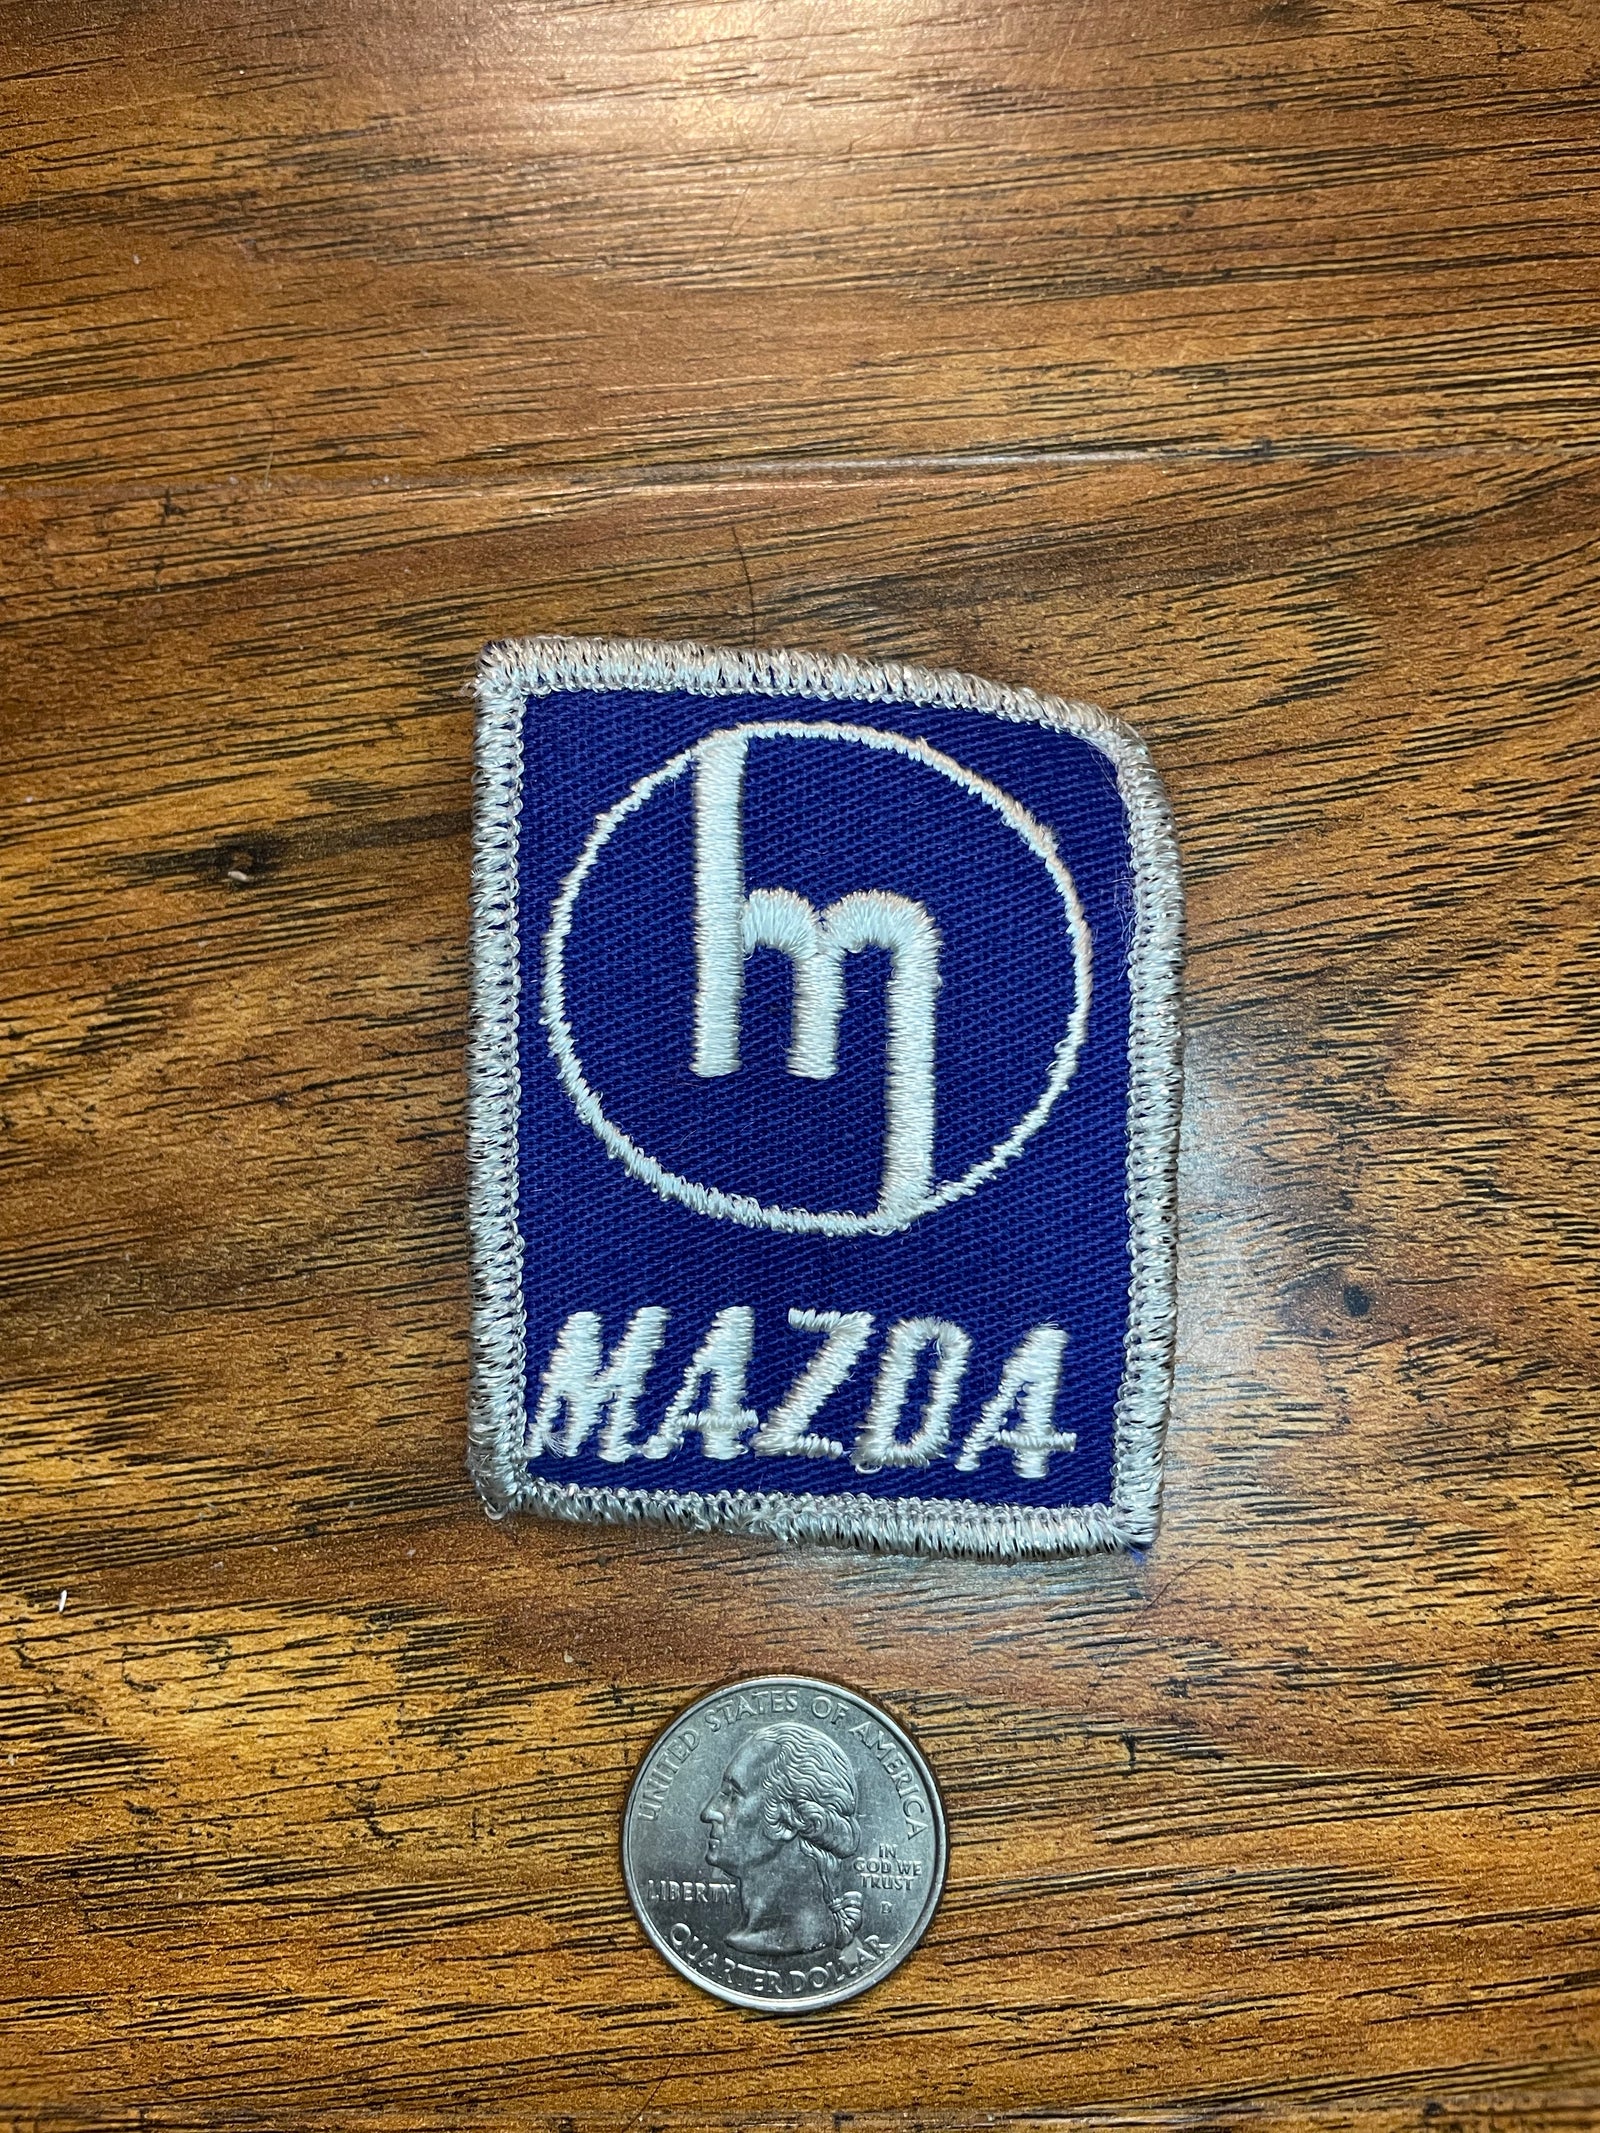 m
MAZDA
UNITED STATES OF AMERICA
IN
GOD WE
TRUST
LIBERTY
D
QUARTER DOLLAR